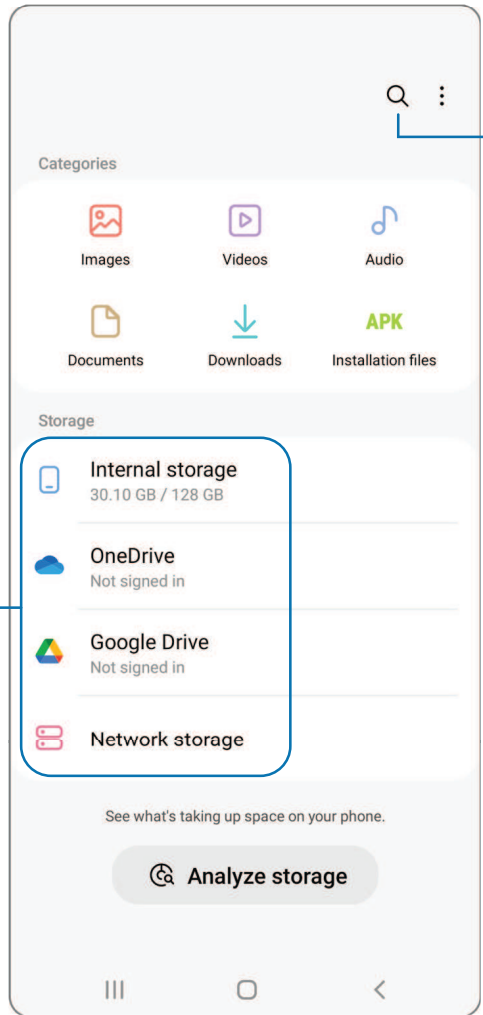 Categories
Images Videos Audio
Documents Downloads APK Installation files
Storage
Internal storage
30.10 GB / 128 GB
OneDrive
Not signed in
Google Drive
Not signed in
Network storage
See what's taking up space on your phone.
Analyze storage